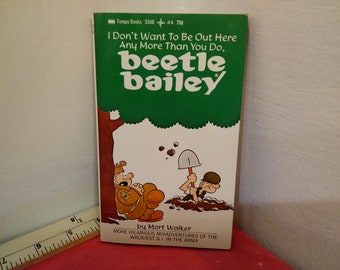 Tempo Books 5348 #4 75¢
I Don't Want To Be Out Here
Any More Than You Do,
beetle
bailey
by Mort Walker
MORE HILARIOUS MISADVENTURES OF THE
WACKIEST G.I. IN THE ARMY